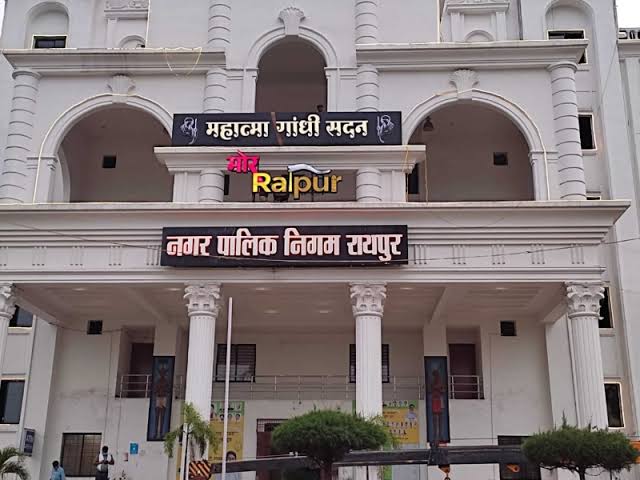 महात्मा गांधी सदन
मोर
Raipur
नगर पालिक निगम रायपुर